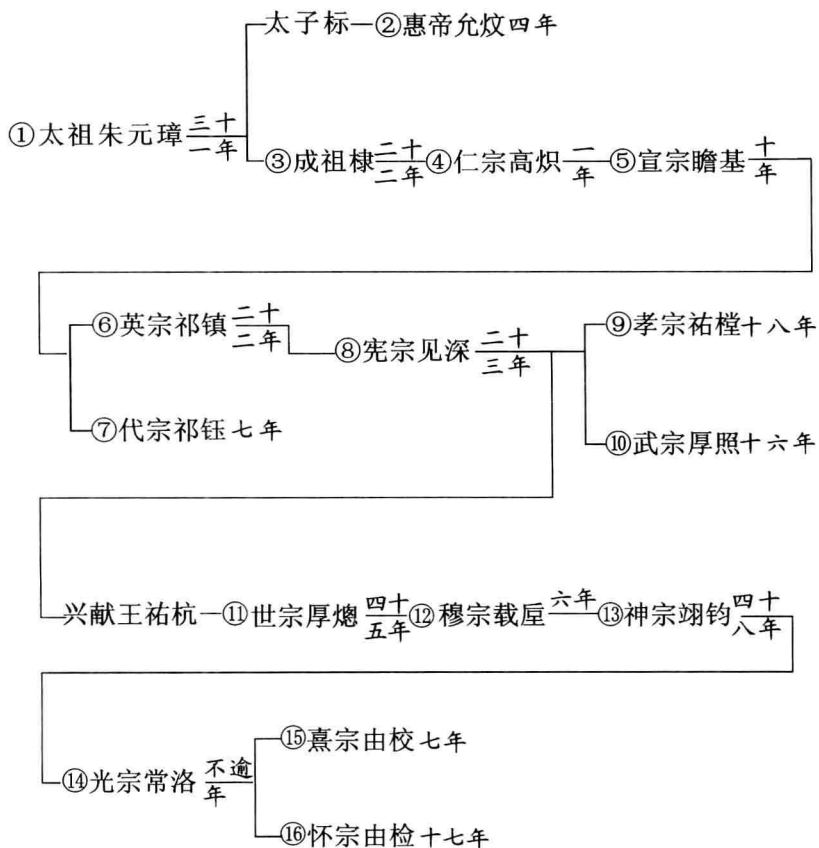 太子标—②惠帝允炆四年
①太祖朱元璋三十一年
③成祖棣二十二年④仁宗高炽一年⑤宣宗瞻基十年
⑥英宗祁镇二十二年
⑧宪宗见深二十三年
⑨孝宗祐樘十八年
⑦代宗祁钰七年
⑩武宗厚照十六年
兴献王祐杭—⑪世宗厚熜四十五年⑫穆宗载垕六年⑬神宗翊钧四十八年
⑭光宗常洛不逾年
⑮熹宗由校七年
⑯怀宗由检十七年